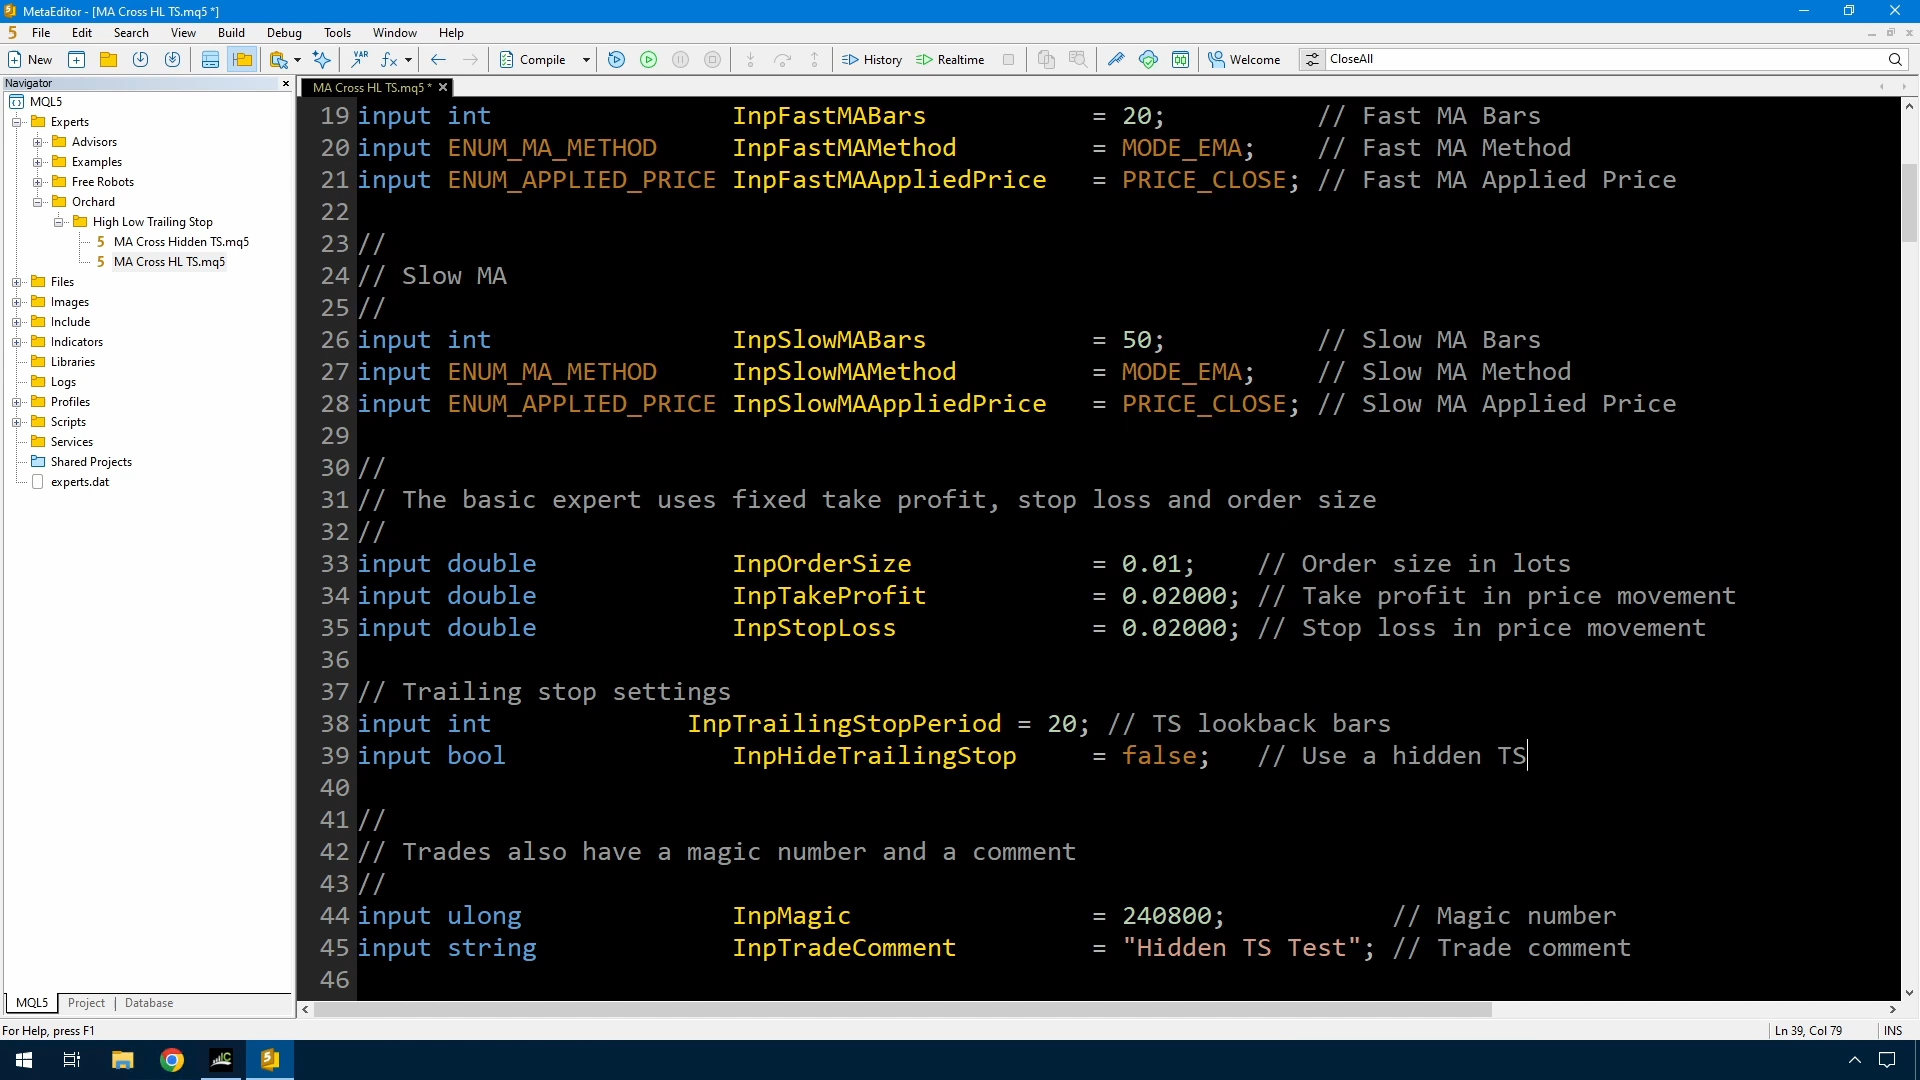 MetaEditor - [MA Cross HL TS.mq5 *]
File Edit Search View Build Debug Tools Window Help
New Compile History Realtime Welcome CloseAll
Navigator
MA Cross HL TS.mq5 *
MQL5
Experts
Advisors
Examples
Free Robots
Orchard
High Low Trailing Stop
MA Cross Hidden TS.mq5
MA Cross HL TS.mq5
Files
Images
Include
Indicators
Libraries
Logs
Profiles
Scripts
Services
Shared Projects
experts.dat
19 input int InpFastMABars = 20; // Fast MA Bars
20 input ENUM_MA_METHOD InpFastMAMethod = MODE_EMA; // Fast MA Method
21 input ENUM_APPLIED_PRICE InpFastMAAppliedPrice = PRICE_CLOSE; // Fast MA Applied Price
22
23 //
24 // Slow MA
25 //
26 input int InpSlowMABars = 50; // Slow MA Bars
27 input ENUM_MA_METHOD InpSlowMAMethod = MODE_EMA; // Slow MA Method
28 input ENUM_APPLIED_PRICE InpSlowMAAppliedPrice = PRICE_CLOSE; // Slow MA Applied Price
29
30 //
31 // The basic expert uses fixed take profit, stop loss and order size
32 //
33 input double InpOrderSize = 0.01; // Order size in lots
34 input double InpTakeProfit = 0.02000; // Take profit in price movement
35 input double InpStopLoss = 0.02000; // Stop loss in price movement
36
37 // Trailing stop settings
38 input int InpTrailingStopPeriod = 20; // TS lookback bars
39 input bool InpHideTrailingStop = false; // Use a hidden TS
40
41 //
42 // Trades also have a magic number and a comment
43 //
44 input ulong InpMagic = 240800; // Magic number
45 input string InpTradeComment = "Hidden TS Test"; // Trade comment
46
MQL5 Project | Database
For Help, press F1
Ln 39, Col 79 INS